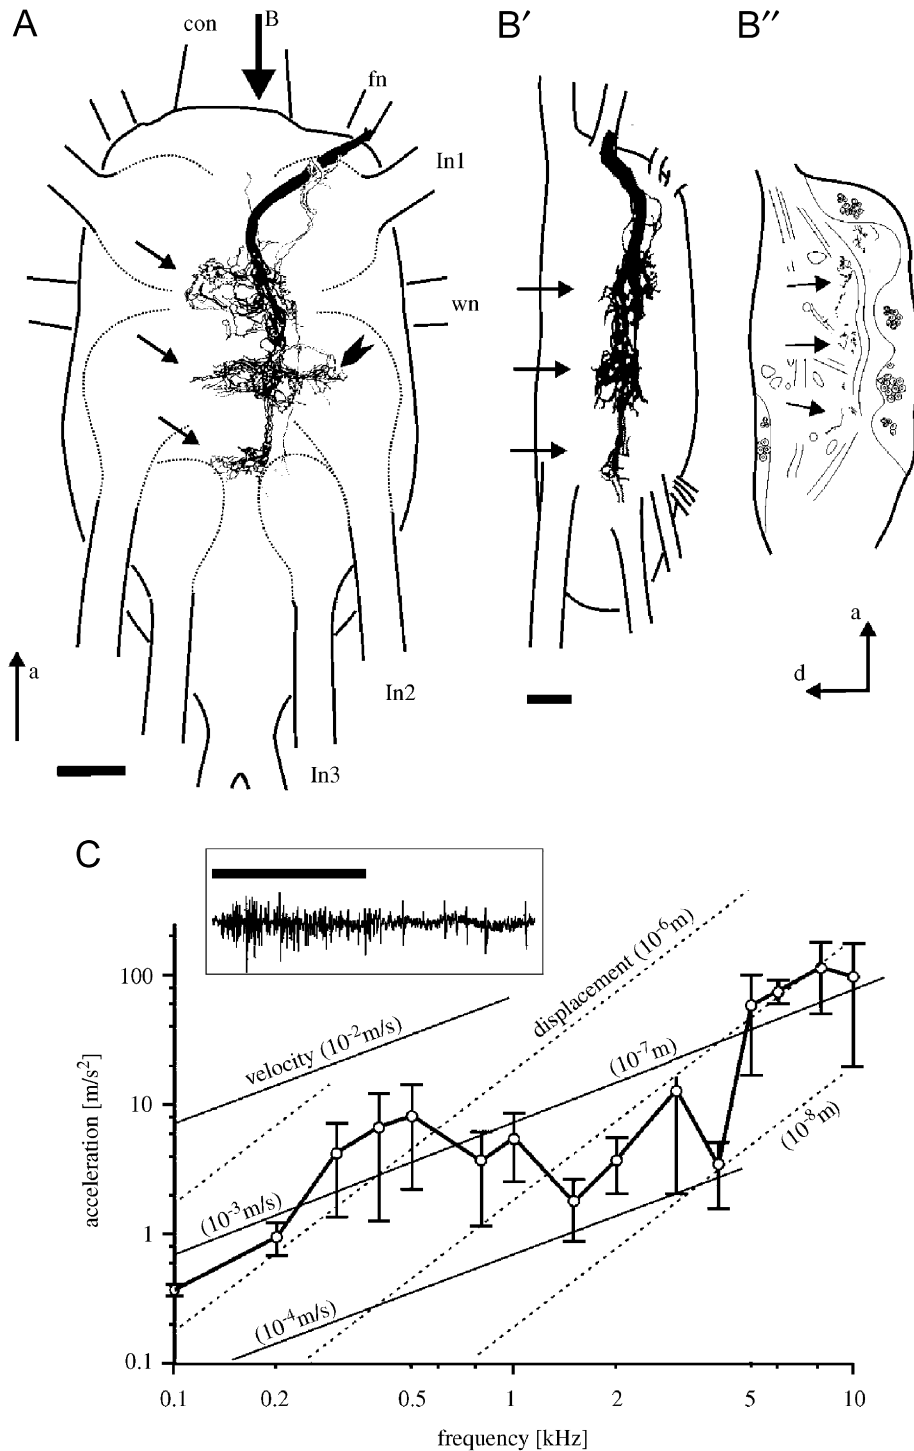 A
B′
B″
con
B
fn
In1
wn
a
a
d
In2
In3
C
displacement (10⁻⁶m)
100
velocity (10⁻²m/s)
(10⁻⁷m)
10
acceleration [m/s²]
(10⁻⁸m)
(10⁻³m/s)
1
(10⁻⁴m/s)
0.1
0.1 0.2 0.5 1 2 5 10
frequency [kHz]